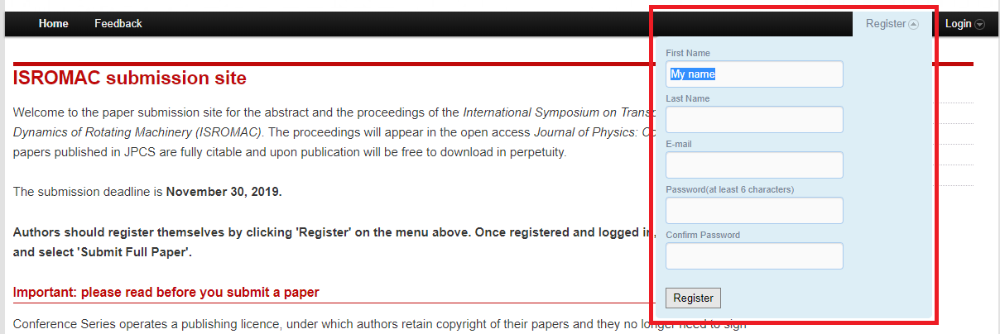 Home Feedback Register Login
First Name
My name
Last Name
E-mail
Password(at least 6 characters)
Confirm Password
Register
ISROMAC submission site
Welcome to the paper submission site for the abstract and the proceedings of the International Symposium on
Dynamics of Rotating Machinery (ISROMAC). The proceedings will appear in the open access Journal of Physics:
papers published in JPCS are fully citable and upon publication will be free to download in perpetuity.
The submission deadline is November 30, 2019.
Authors should register themselves by clicking 'Register' on the menu above. Once registered and logged in,
and select 'Submit Full Paper'.
Important: please read before you submit a paper
Conference Series operates a publishing licence, under which authors retain copyright of their papers and they no longer need to sign